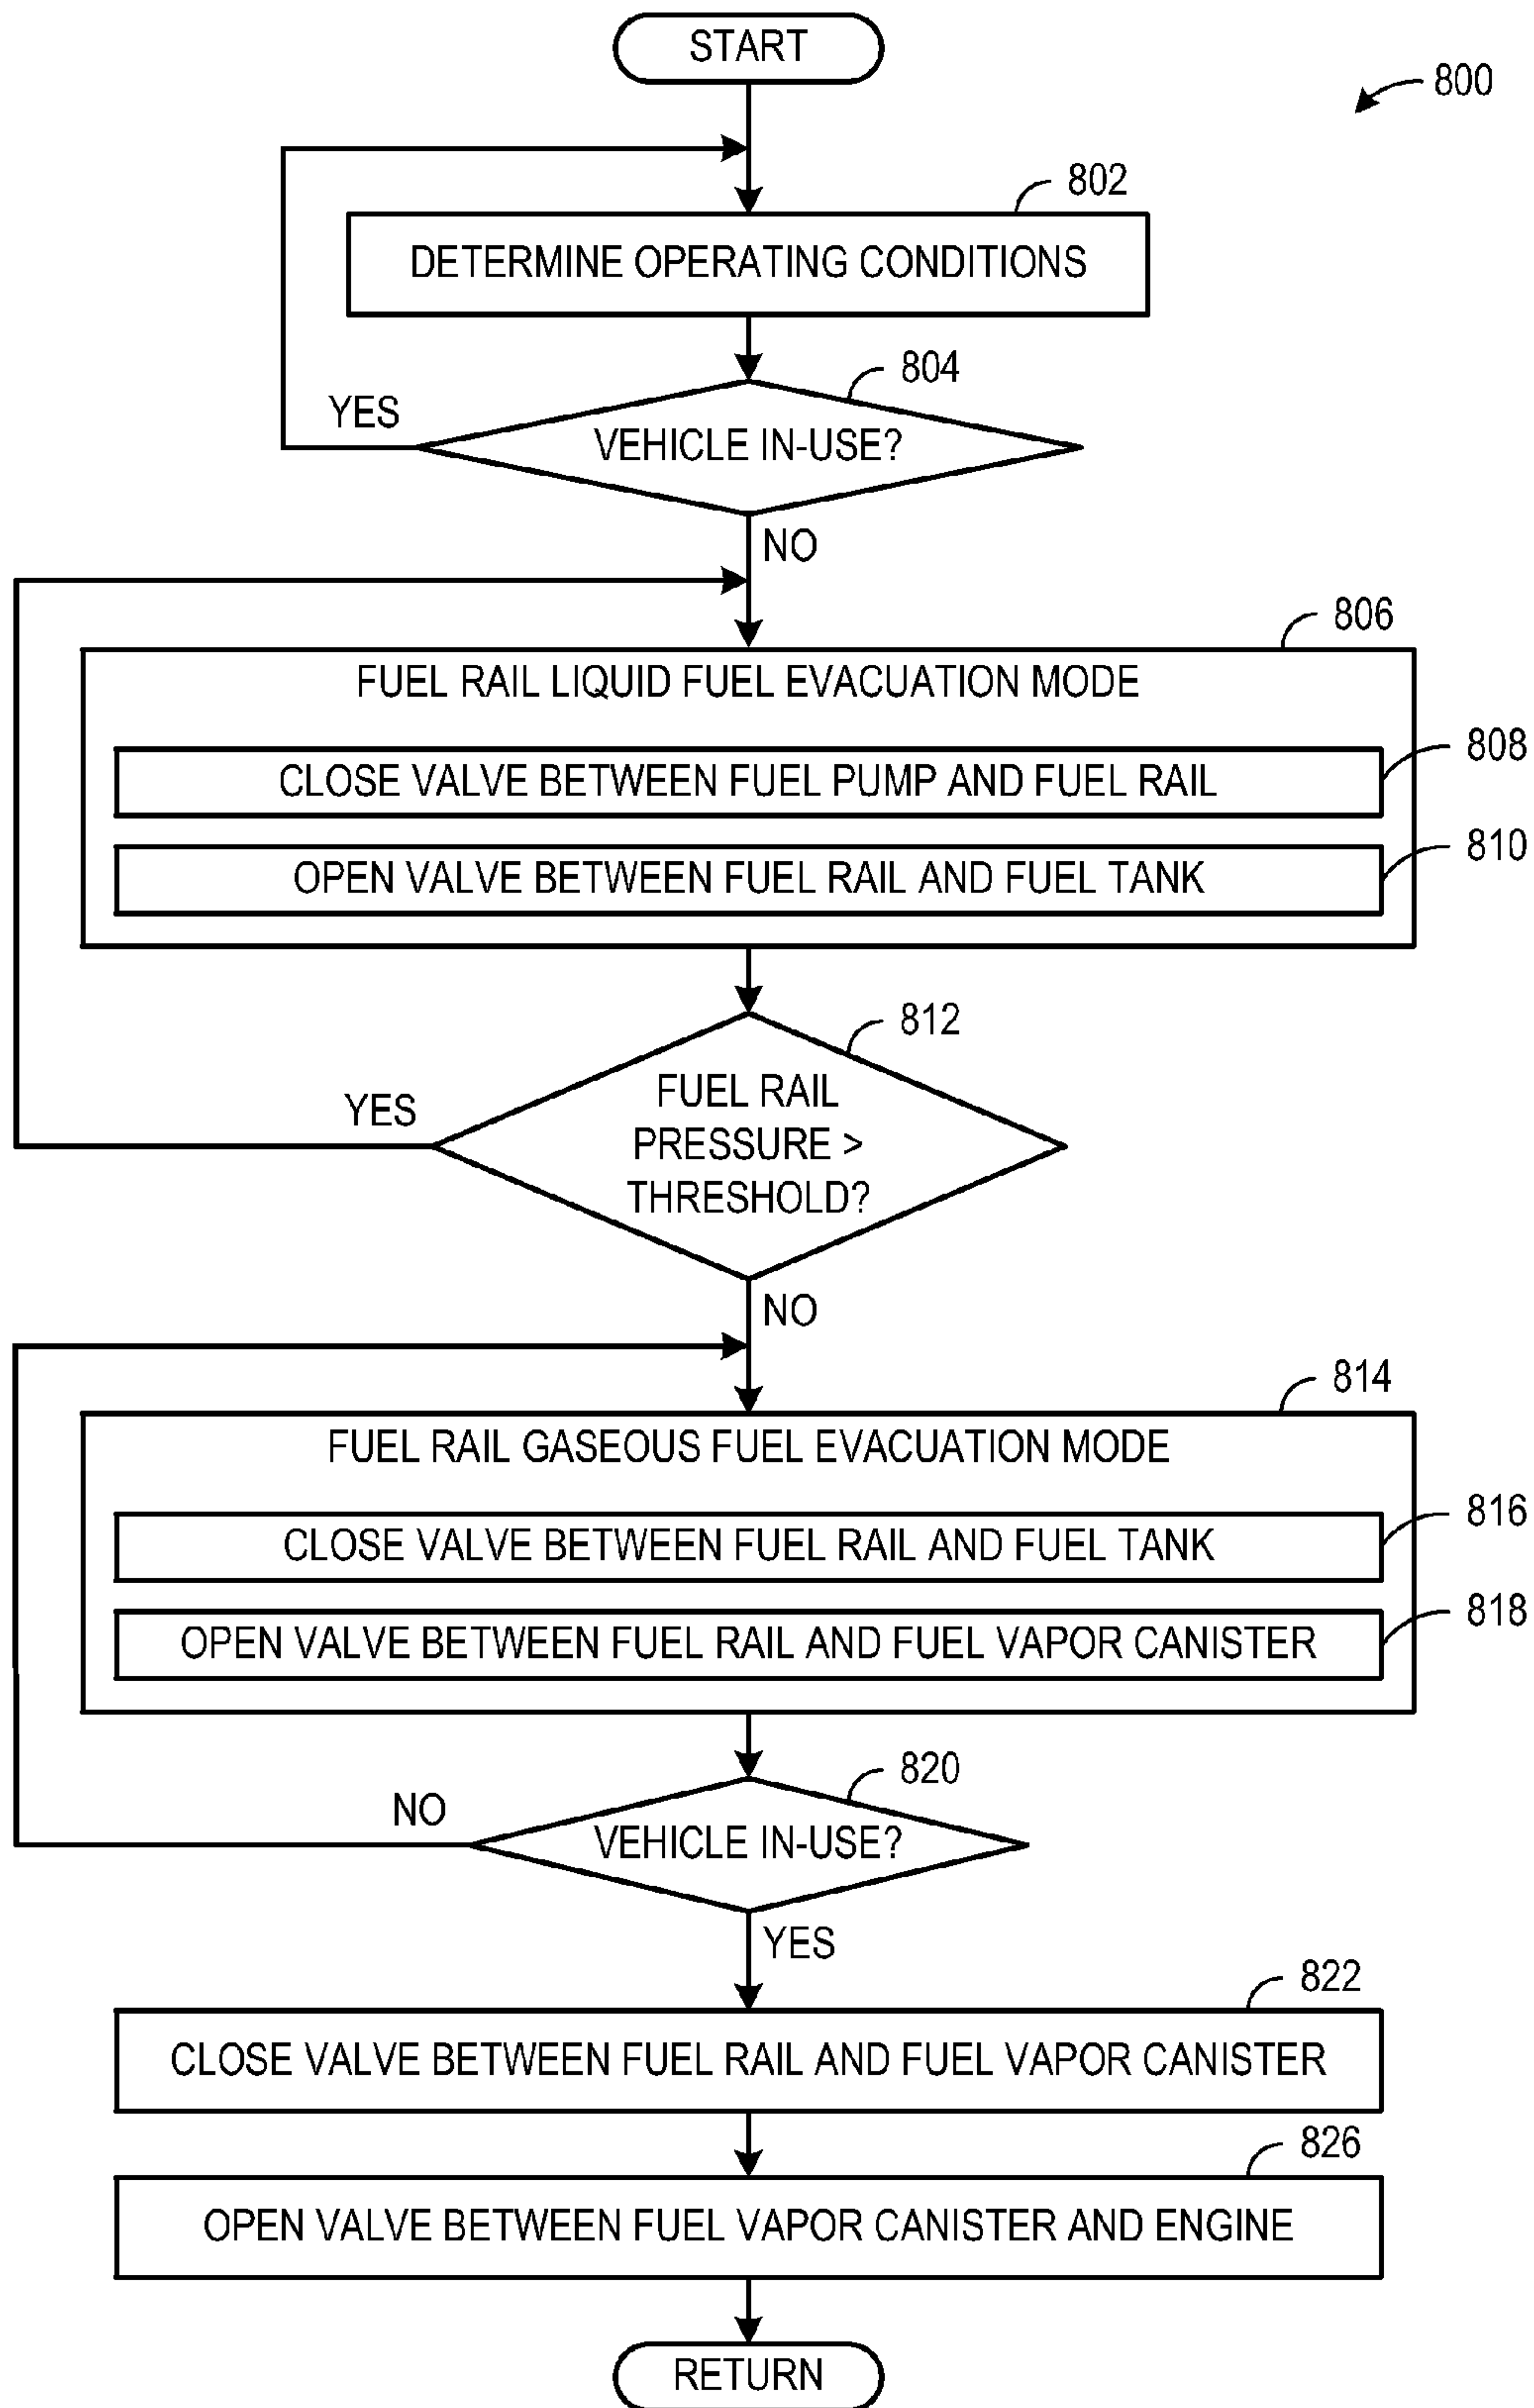 START
800
802
DETERMINE OPERATING CONDITIONS
804
YES
VEHICLE IN-USE?
NO
806
FUEL RAIL LIQUID FUEL EVACUATION MODE
808
CLOSE VALVE BETWEEN FUEL PUMP AND FUEL RAIL
810
OPEN VALVE BETWEEN FUEL RAIL AND FUEL TANK
812
YES
FUEL RAIL
PRESSURE >
THRESHOLD?
NO
814
FUEL RAIL GASEOUS FUEL EVACUATION MODE
816
CLOSE VALVE BETWEEN FUEL RAIL AND FUEL TANK
818
OPEN VALVE BETWEEN FUEL RAIL AND FUEL VAPOR CANISTER
820
NO
VEHICLE IN-USE?
YES
822
CLOSE VALVE BETWEEN FUEL RAIL AND FUEL VAPOR CANISTER
826
OPEN VALVE BETWEEN FUEL VAPOR CANISTER AND ENGINE
RETURN